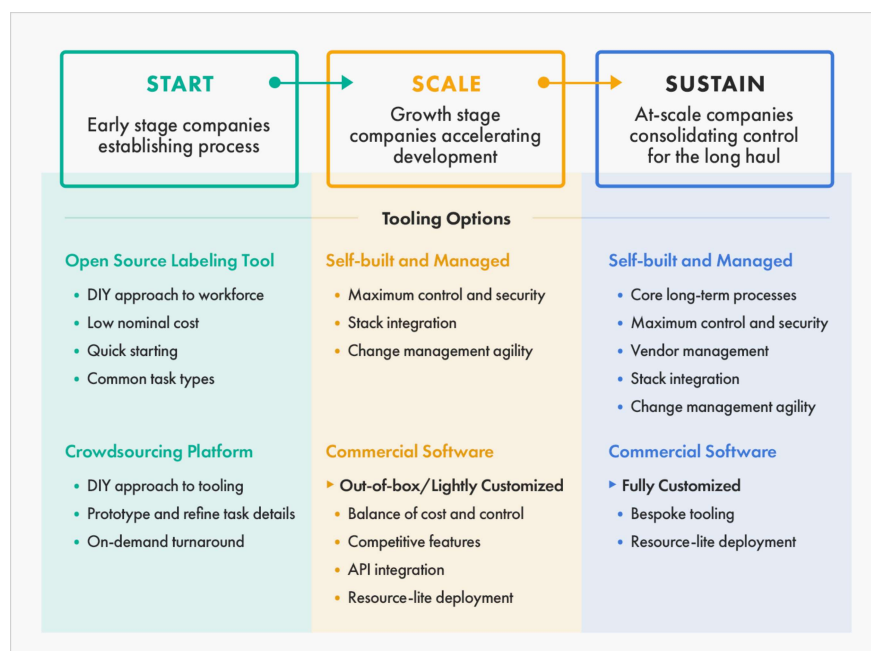 START
Early stage companies
establishing process
SCALE
Growth stage
companies accelerating
development
SUSTAIN
At-scale companies
consolidating control
for the long haul
Tooling Options
Open Source Labeling Tool
• DIY approach to workforce
• Low nominal cost
• Quick starting
• Common task types
Crowdsourcing Platform
• DIY approach to tooling
• Prototype and refine task details
• On-demand turnaround
Self-built and Managed
• Maximum control and security
• Stack integration
• Change management agility
Commercial Software
▸ Out-of-box/Lightly Customized
• Balance of cost and control
• Competitive features
• API integration
• Resource-lite deployment
Self-built and Managed
• Core long-term processes
• Maximum control and security
• Vendor management
• Stack integration
• Change management agility
Commercial Software
▸ Fully Customized
• Bespoke tooling
• Resource-lite deployment